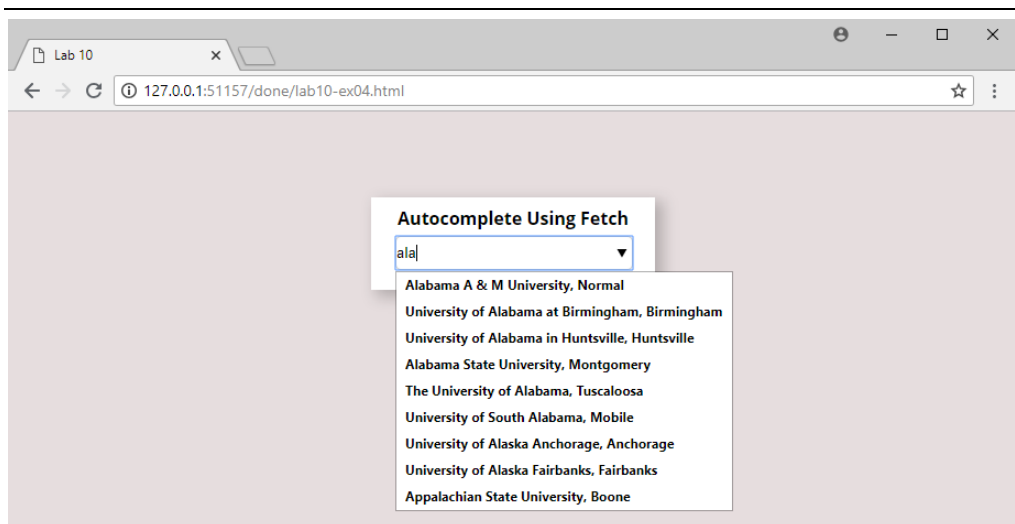 Lab 10
127.0.0.1:51157/done/lab10-ex04.html
Autocomplete Using Fetch
ala
Alabama A & M University, Normal
University of Alabama at Birmingham, Birmingham
University of Alabama in Huntsville, Huntsville
Alabama State University, Montgomery
The University of Alabama, Tuscaloosa
University of South Alabama, Mobile
University of Alaska Anchorage, Anchorage
University of Alaska Fairbanks, Fairbanks
Appalachian State University, Boone